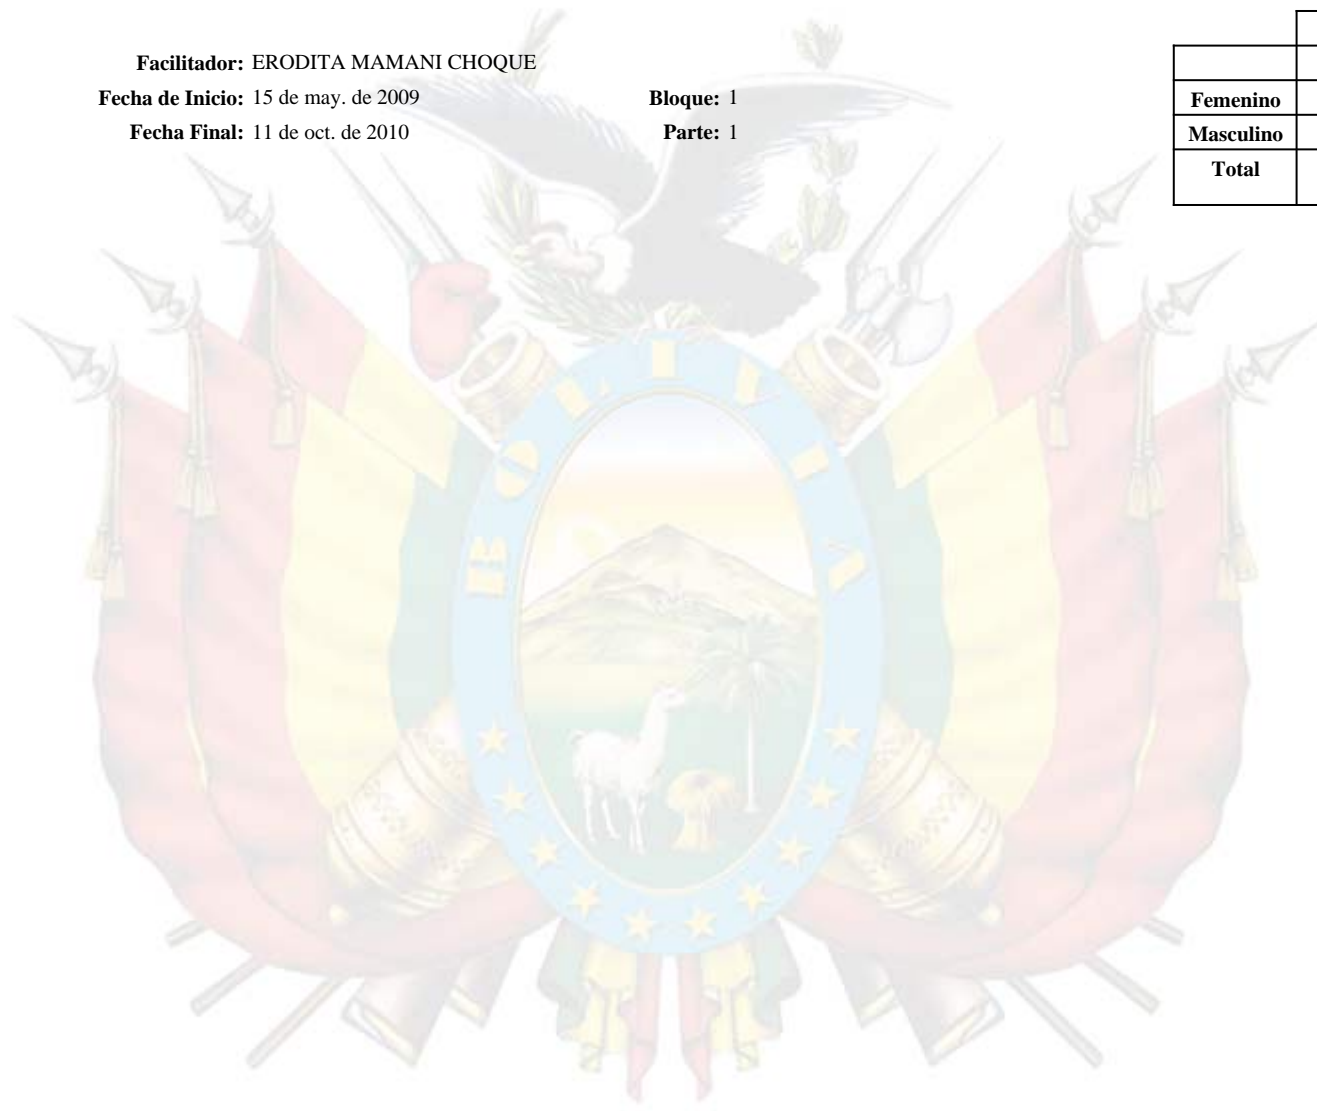 Facilitador: ERODITA MAMANI CHOQUE
Fecha de Inicio: 15 de may. de 2009 Bloque: 1
Fecha Final: 11 de oct. de 2010 Parte: 1
Femenino
Masculino
Total
BOLIVIA